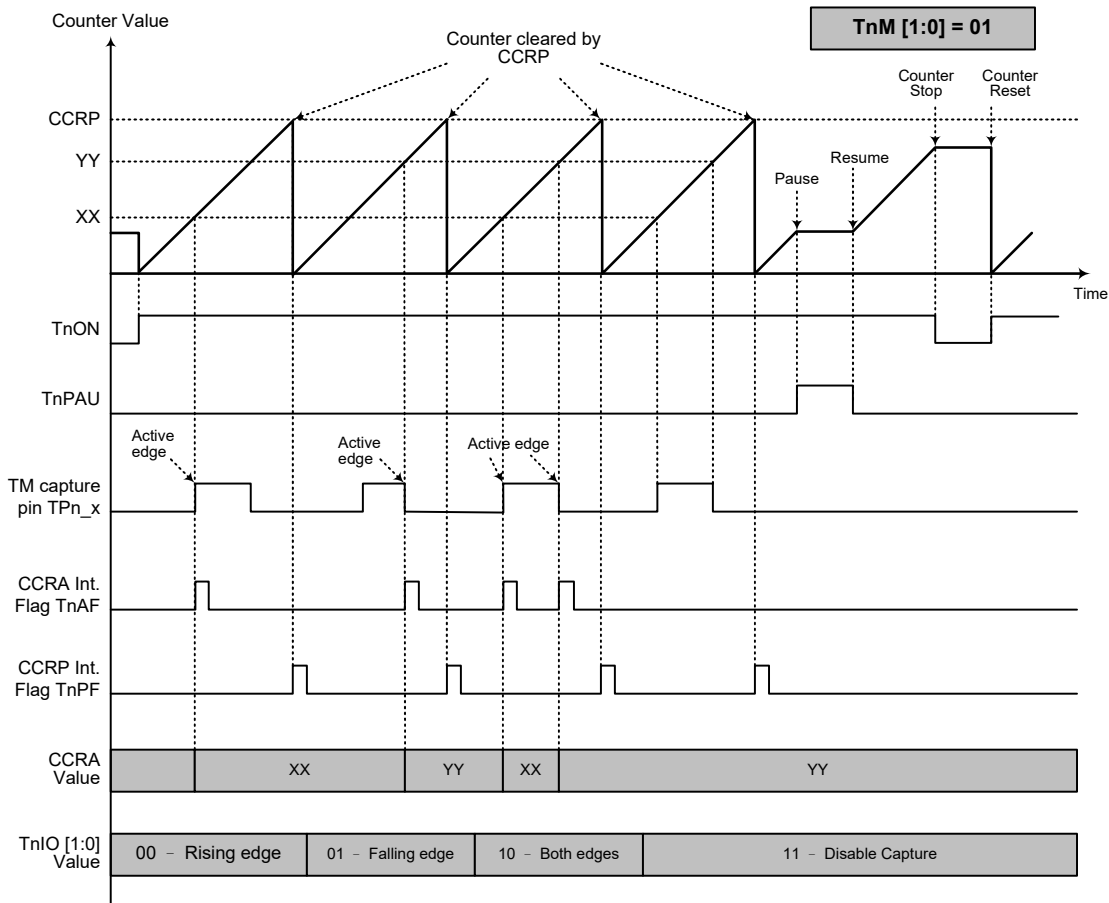 Counter Value
TnM [1:0] = 01
Counter cleared by
CCRP
Counter
Stop
Counter
Reset
CCRP
YY
Resume
Pause
XX
Time
TnON
TnPAU
Active
edge
Active
edge
Active edge
TM capture
pin TPn_x
CCRA Int.
Flag TnAF
CCRP Int.
Flag TnPF
CCRA
Value
XX
YY
XX
YY
TnIO [1:0]
Value
00 – Rising edge
01 – Falling edge
10 – Both edges
11 – Disable Capture